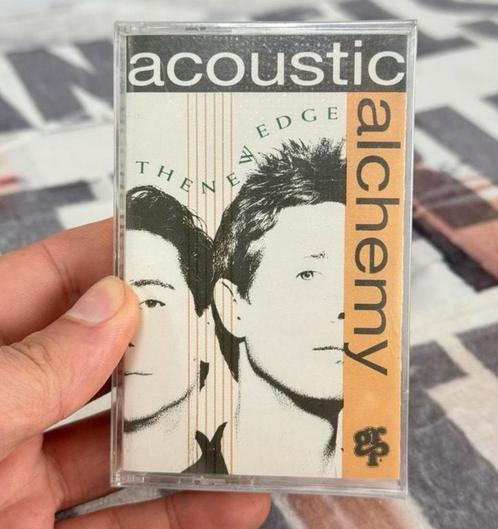 acoustic
alchemy
THE NEW EDGE
grp